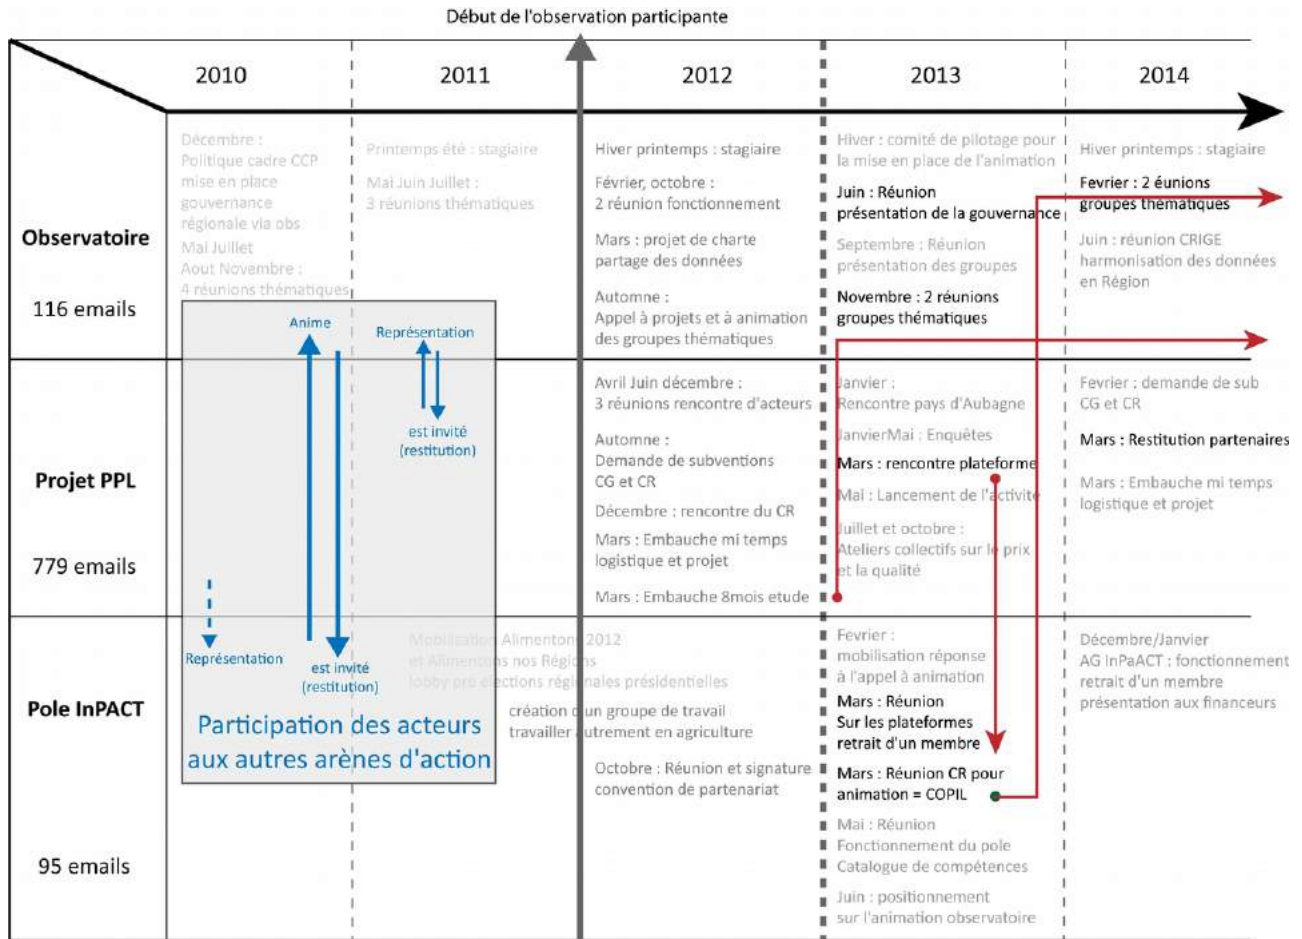 Début de l'observation participante
2010
2011
2012
2013
2014
Observatoire
116 emails
Décembre :
Politique cadre CCP
mise en place
gouvernance
régionale via obs.
Mai Juillet
Aout Novembre :
4 réunions thématiques
Printemps été : stagiaire
Mai Juin Juillet :
3 réunions thématiques
Hiver printemps : stagiaire
Février, octobre :
2 réunion fonctionnement
Mars : projet de charte
partage des données
Automne :
Appel à projets et à animation
des groupes thématiques
Hiver : comité de pilotage pour
la mise en place de l'animation
Juin : Réunion
présentation de la gouvernance
Septembre : Réunion
présentation des groupes
Novembre : 2 réunions
groupes thématiques
Hiver printemps : stagiaire
Fevrier : 2 éunions
groupes thématiques
Juin : réunion CRIGE
harmonisation des données
en Région
Projet PPL
779 emails
Avril Juin décembre :
3 réunions rencontre d'acteurs
Automne :
Demande de subventions
CG et CR
Décembre : rencontre du CR
Mars : Embauche mi temps
logistique et projet
Mars : Embauche 8mois etude
Janvier :
Rencontre pays d'Aubagne
JanvierMai : Enquêtes
Mars : rencontre plateforme
Mai : Lancement de l'activité
Juillet et octobre :
Ateliers collectifs sur le prix
et la qualité
Fevrier : demande de sub
CG et CR
Mars : Restitution partenaires
Mars : Embauche mi temps
logistique et projet
Pole InPACT
95 emails
Mobilisation Alimentons 2012
et Alimentons nos Régions
lobby pré élections régionales présidentielles
création d'un groupe de travail
travailler autrement en agriculture
Octobre : Réunion et signature
convention de partenariat
Fevrier :
mobilisation réponse
à l'appel à animation
Mars : Réunion
Sur les plateformes
retrait d'un membre
Mars : Réunion CR pour
animation = COPIL
Mai : Réunion
Fonctionnement du pole
Catalogue de compétences
Juin : positionnement
sur l'animation observatoire
Décembre/Janvier
AG InPaACT : fonctionnement
retrait d'un membre
présentation aux financeurs
Anime
Représentation
est invité
(restitution)
Représentation
est invité
(restitution)
Participation des acteurs
aux autres arènes d'action